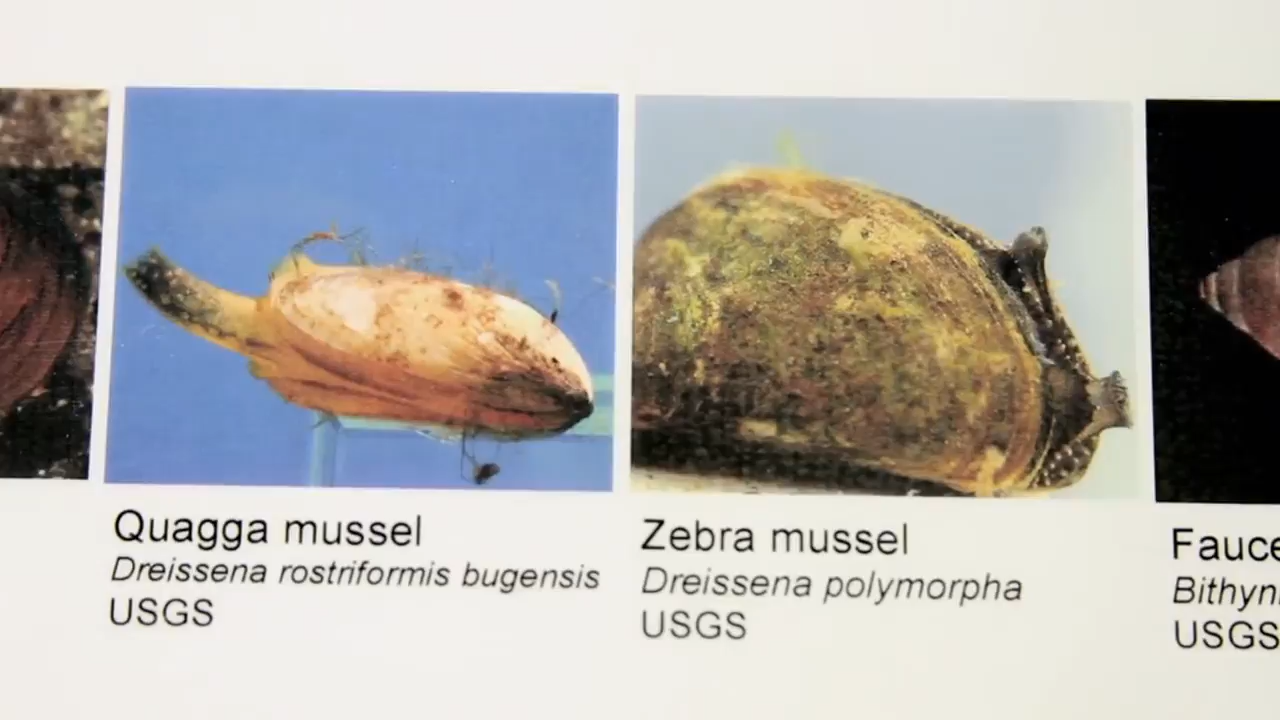 Quagga mussel
Dreissena rostriformis bugensis
USGS
Zebra mussel
Dreissena polymorpha
USGS
Fauce
Bithyn
USGS